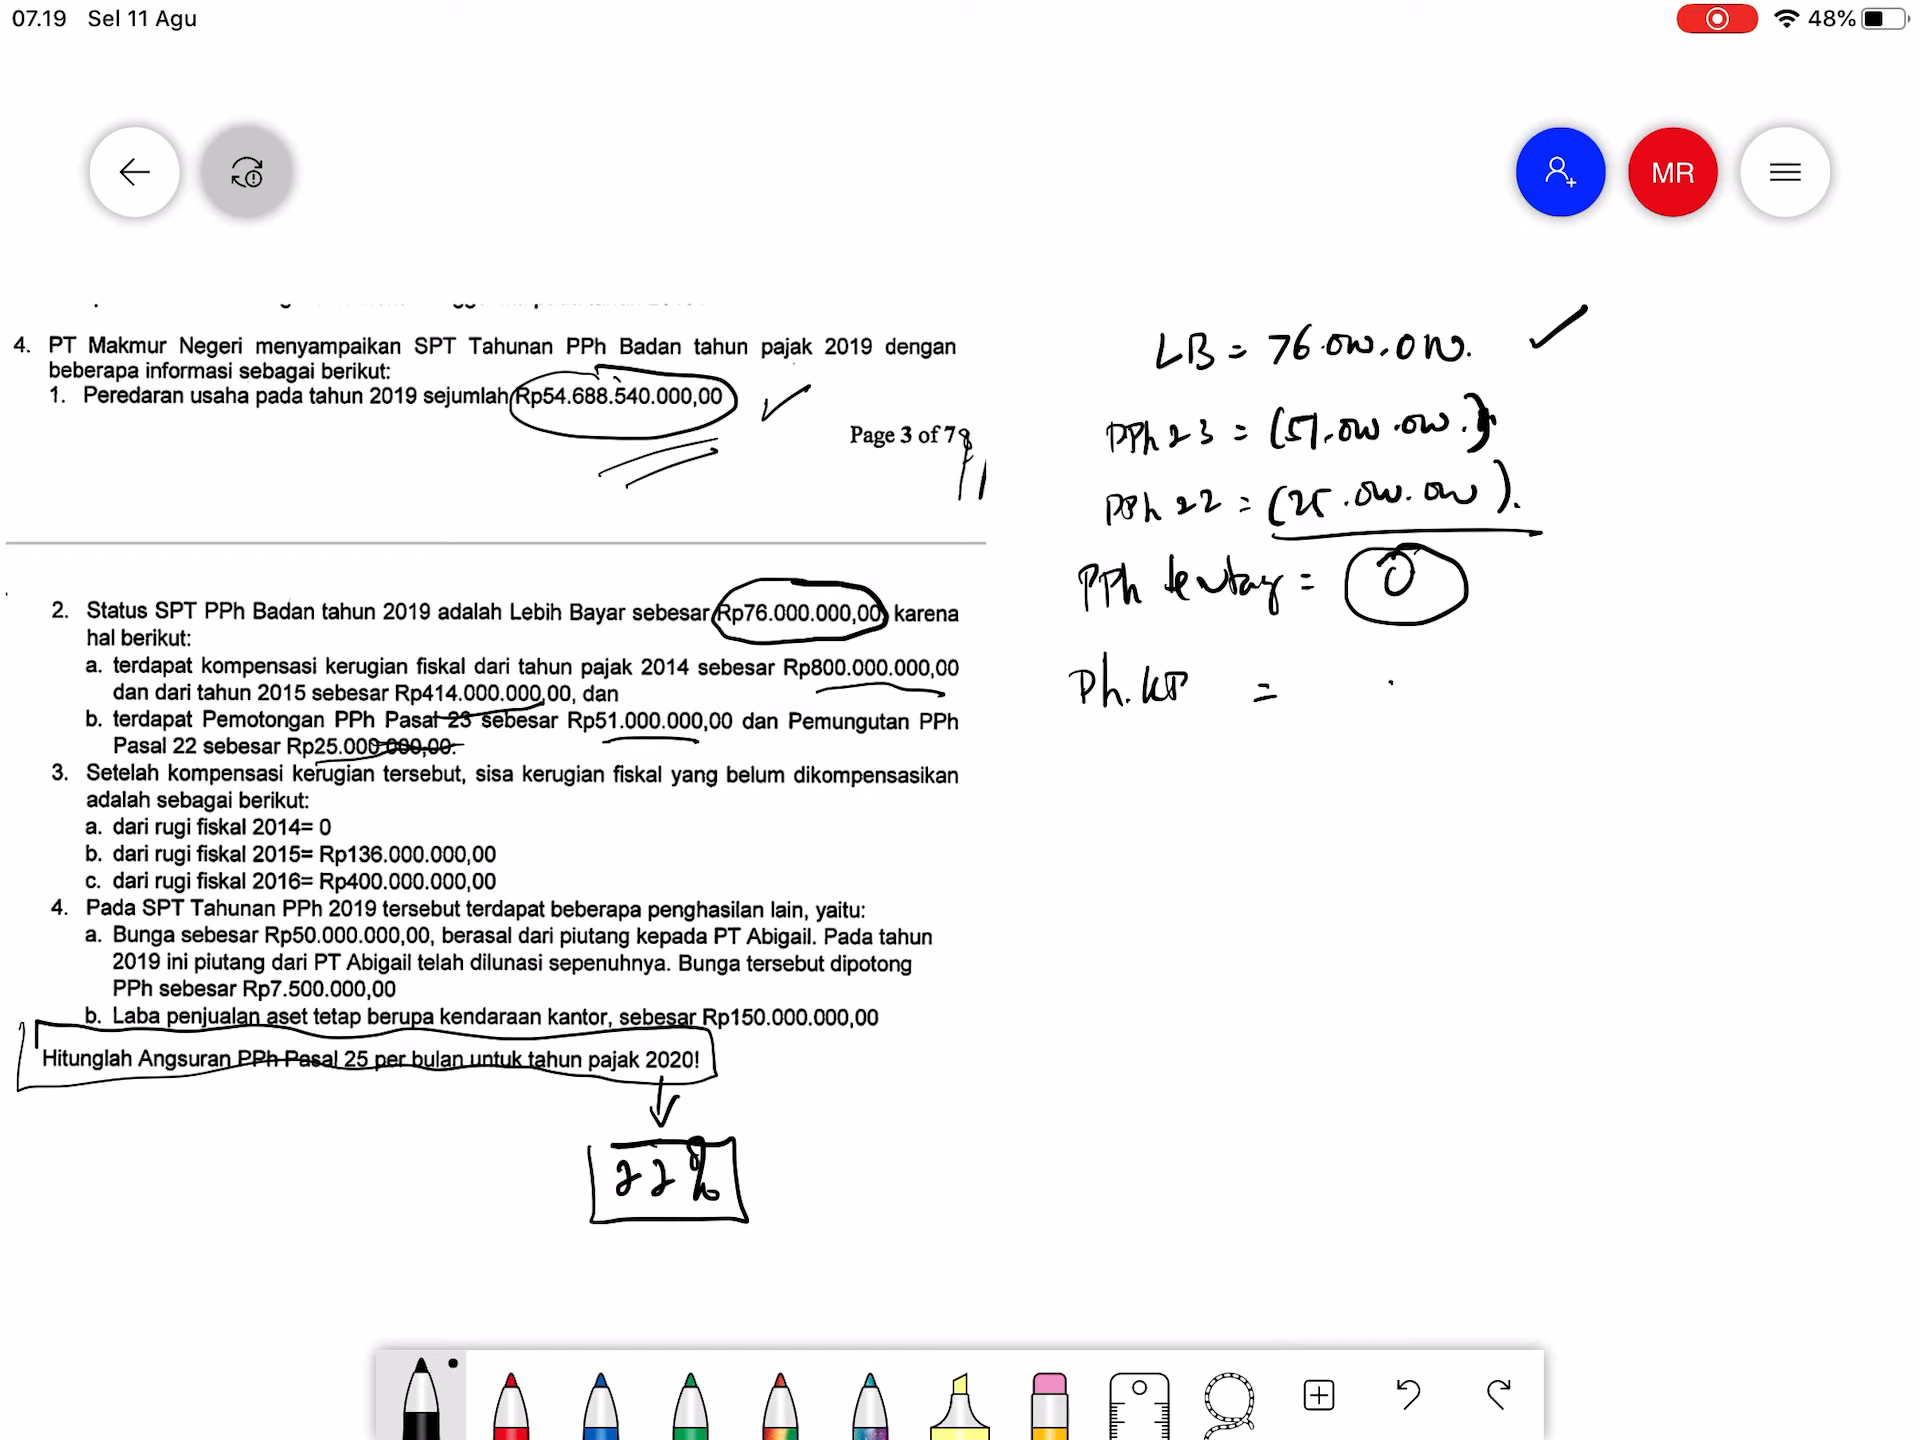 07.19 Sel 11 Agu
48%
MR
4. PT Makmur Negeri menyampaikan SPT Tahunan PPh Badan tahun pajak 2019 dengan
beberapa informasi sebagai berikut:
1. Peredaran usaha pada tahun 2019 sejumlah Rp54.688.540.000,00
Page 3 of 78
2. Status SPT PPh Badan tahun 2019 adalah Lebih Bayar sebesar Rp76.000.000,00 karena
hal berikut:
a. terdapat kompensasi kerugian fiskal dari tahun pajak 2014 sebesar Rp800.000.000,00
dan dari tahun 2015 sebesar Rp414.000.000,00, dan
b. terdapat Pemotongan PPh Pasal 23 sebesar Rp51.000.000,00 dan Pemungutan PPh
Pasal 22 sebesar Rp25.000.000,00.
3. Setelah kompensasi kerugian tersebut, sisa kerugian fiskal yang belum dikompensasikan
adalah sebagai berikut:
a. dari rugi fiskal 2014= 0
b. dari rugi fiskal 2015= Rp136.000.000,00
c. dari rugi fiskal 2016= Rp400.000.000,00
4. Pada SPT Tahunan PPh 2019 tersebut terdapat beberapa penghasilan lain, yaitu:
a. Bunga sebesar Rp50.000.000,00, berasal dari piutang kepada PT Abigail. Pada tahun
2019 ini piutang dari PT Abigail telah dilunasi sepenuhnya. Bunga tersebut dipotong
PPh sebesar Rp7.500.000,00
b. Laba penjualan aset tetap berupa kendaraan kantor, sebesar Rp150.000.000,00
Hitunglah Angsuran PPh Pasal 25 per bulan untuk tahun pajak 2020!
22%
LB = 76.000.000.
PPh 23 = (51.000.000.)
PPh 22 = (25.000.000).
PPh terutang = 0
Ph.KP =